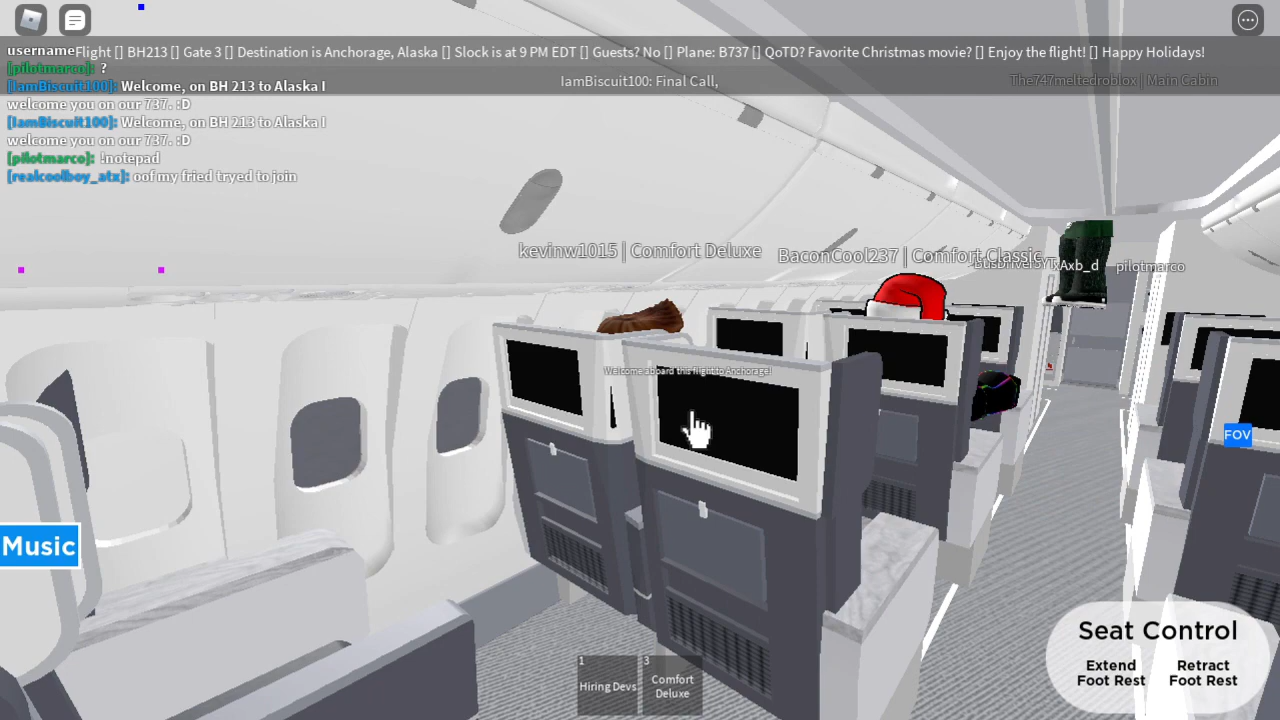 Flight [] BH213 [] Gate 3 [] Destination is Anchorage, Alaska [] Slock is at 9 PM EDT [] Guests? No [] Plane: B737 [] QoTD? Favorite Christmas movie? [] Enjoy the flight! [] Happy Holidays!
username
[pilotmarco]: ?
IamBiscuit100: Final Call,
The747meltedroblox | Main Cabin
[IamBiscuit100]: Welcome, on BH 213 to Alaska I
welcome you on our 737. :D
[IamBiscuit100]: Welcome, on BH 213 to Alaska I
welcome you on our 737. :D
[pilotmarco]: !notepad
[realcoolboy_atx]: oof my fried tryed to join
kevinw1015 | Comfort Deluxe
BaconCool237 | Comfort Classic
xAxb_d
pilotmarco
Welcome aboard this flight to Anchorage!
FOV
Music
Seat Control
Extend Foot Rest
Retract Foot Rest
1
Hiring Devs
3
Comfort Deluxe